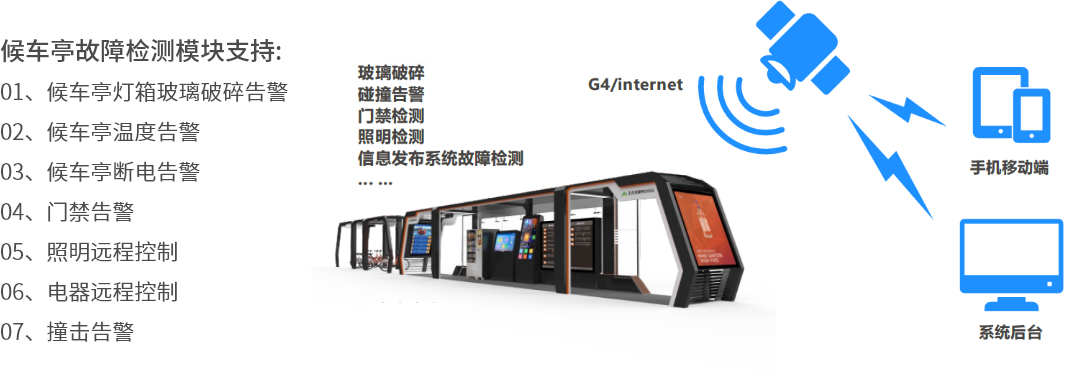 候车亭故障检测模块支持:
01、候车亭灯箱玻璃破碎告警
02、候车亭温度告警
03、候车亭断电告警
04、门禁告警
05、照明远程控制
06、电器远程控制
07、撞击告警
玻璃破碎
碰撞告警
门禁检测
照明检测
信息发布系统故障检测
... ...
G4/internet
手机移动端
系统后台